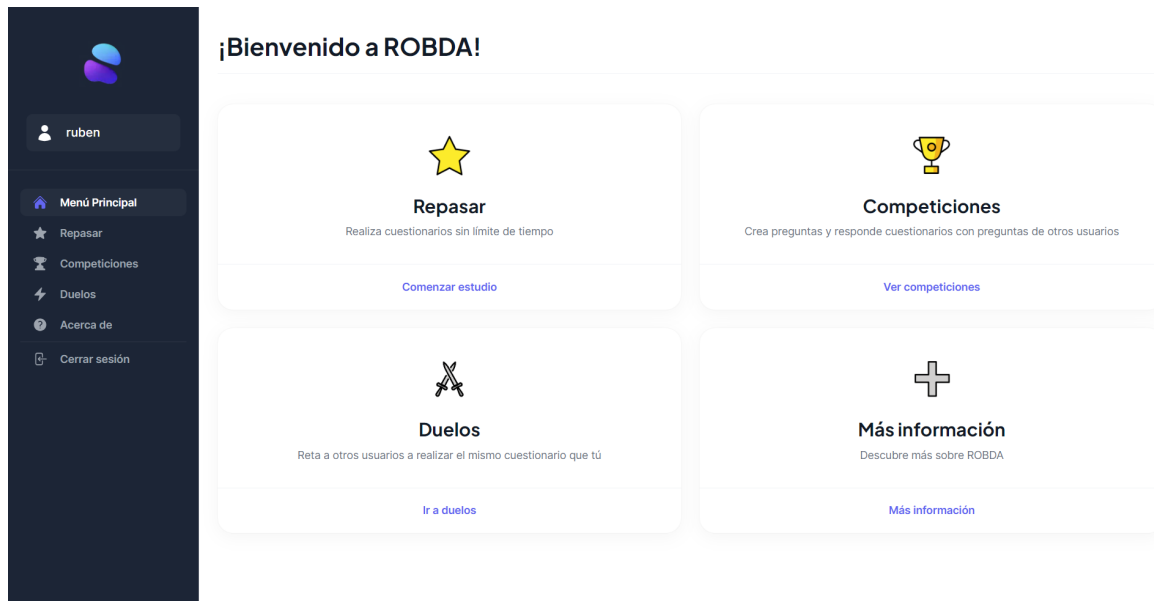 ¡Bienvenido a ROBDA!
ruben
Menú Principal
Repasar
Competiciones
Duelos
Acerca de
Cerrar sesión
Repasar
Realiza cuestionarios sin límite de tiempo
Comenzar estudio
Competiciones
Crea preguntas y responde cuestionarios con preguntas de otros usuarios
Ver competiciones
Duelos
Reta a otros usuarios a realizar el mismo cuestionario que tú
Ir a duelos
Más información
Descubre más sobre ROBDA
Más información